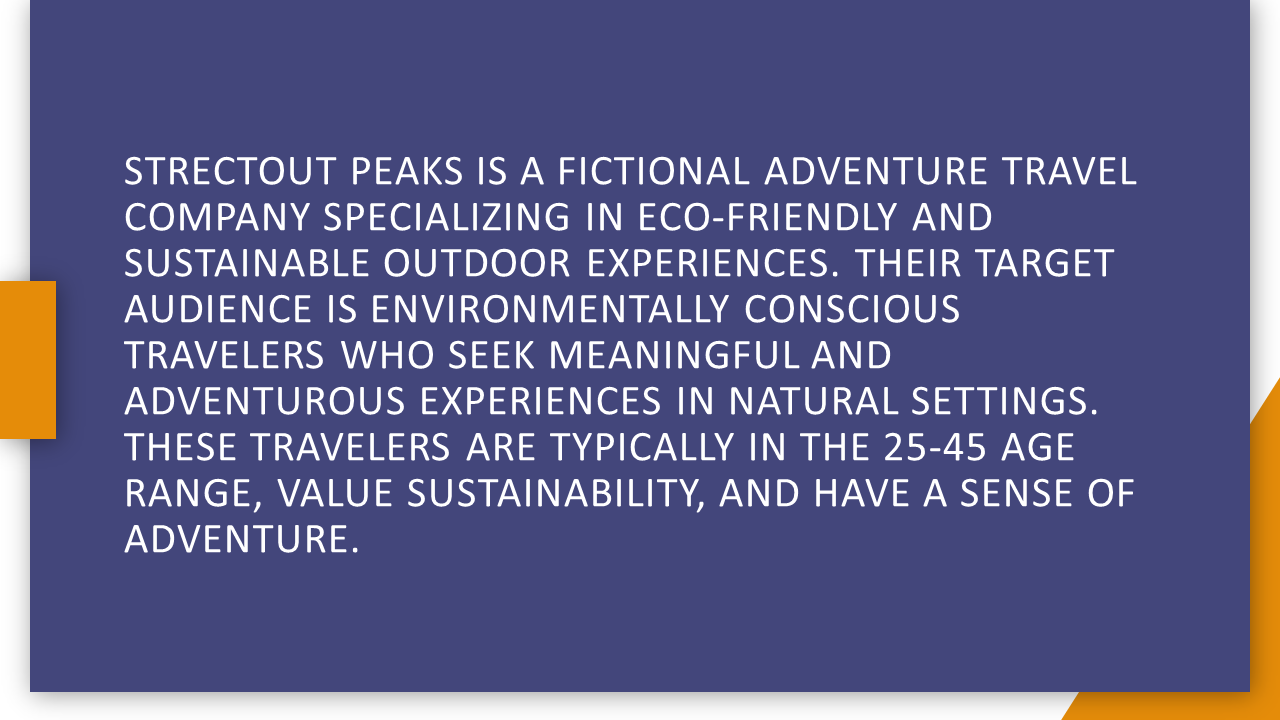 STRECTOUT PEAKS IS A FICTIONAL ADVENTURE TRAVEL
COMPANY SPECIALIZING IN ECO-FRIENDLY AND
SUSTAINABLE OUTDOOR EXPERIENCES. THEIR TARGET
AUDIENCE IS ENVIRONMENTALLY CONSCIOUS
TRAVELERS WHO SEEK MEANINGFUL AND
ADVENTUROUS EXPERIENCES IN NATURAL SETTINGS.
THESE TRAVELERS ARE TYPICALLY IN THE 25-45 AGE
RANGE, VALUE SUSTAINABILITY, AND HAVE A SENSE OF
ADVENTURE.